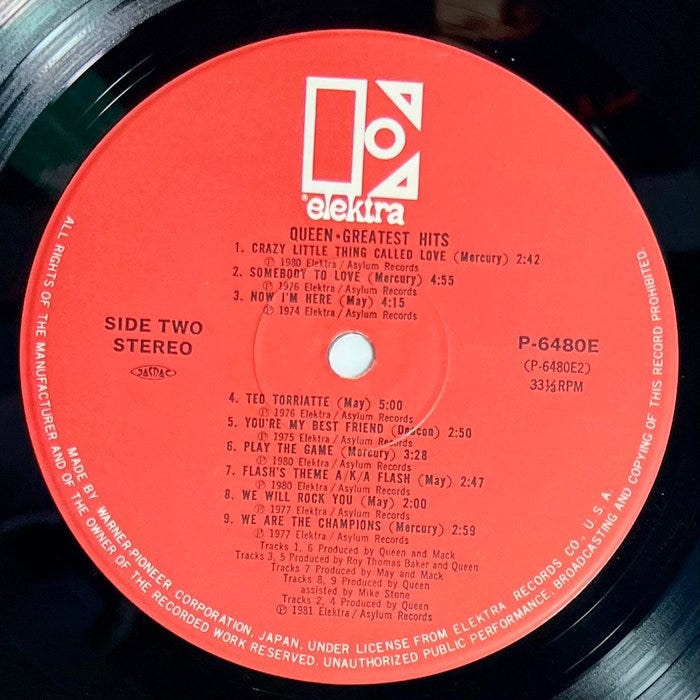 elektra
QUEEN • GREATEST HITS
1. CRAZY LITTLE THING CALLED LOVE (Mercury) 2:42
℗ 1980 Elektra / Asylum Records
2. SOMEBODY TO LOVE (Mercury) 4:55
℗ 1976 Elektra / Asylum Records
3. NOW I'M HERE (May) 4:15
℗ 1974 Elektra / Asylum Records
SIDE TWO
STEREO
JASRAC
P-6480E
(P-6480E2)
33⅓RPM
4. TEO TORRIATTE (May) 5:00
℗ 1976 Elektra / Asylum Records
5. YOU'RE MY BEST FRIEND (Deacon) 2:50
℗ 1975 Elektra / Asylum Records
6. PLAY THE GAME (Mercury) 3:28
℗ 1980 Elektra / Asylum Records
7. FLASH'S THEME A/K/A FLASH (May) 2:47
℗ 1980 Elektra / Asylum Records
8. WE WILL ROCK YOU (May) 2:00
℗ 1977 Elektra / Asylum Records
9. WE ARE THE CHAMPIONS (Mercury) 2:59
℗ 1977 Elektra / Asylum Records
Tracks 1, 6 Produced by Queen and Mack
Tracks 3, 5 Produced by Roy Thomas Baker and Queen
Tracks 7 Produced by May and Mack
Tracks 8, 9 Produced by Queen
assisted by Mike Stone
Tracks 2, 4 Produced by Queen
℗ 1981 Elektra / Asylum Records
MADE BY WARNER-PIONEER CORPORATION, JAPAN. UNDER LICENSE FROM ELEKTRA RECORDS CO., U.S.A.
ALL RIGHTS OF THE MANUFACTURER AND OF THE OWNER OF THE RECORDED WORK RESERVED. UNAUTHORIZED PUBLIC PERFORMANCE, BROADCASTING AND COPYING OF THIS RECORD PROHIBITED.